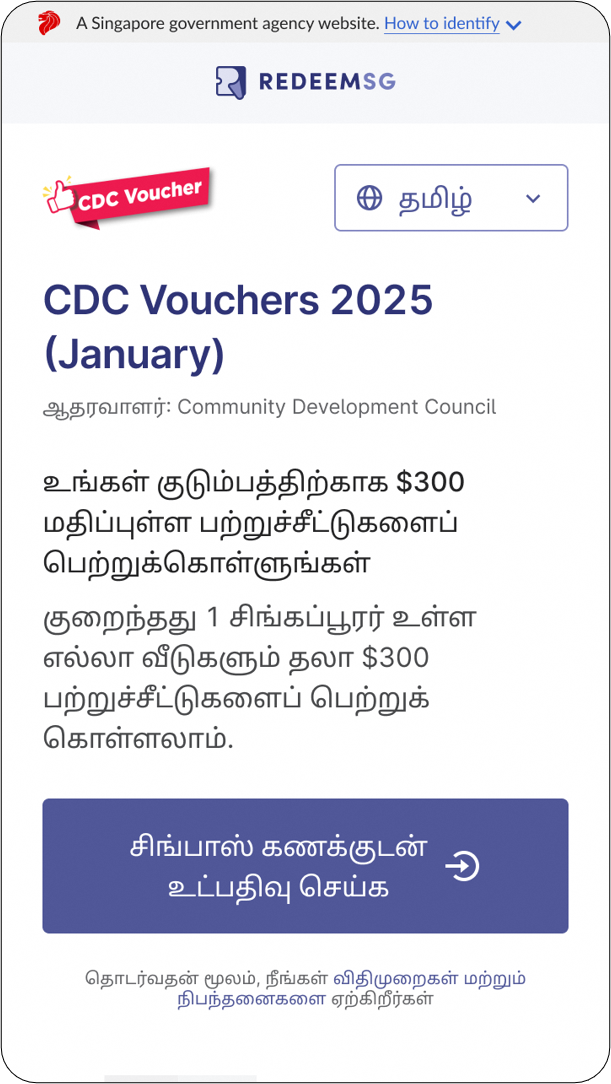 A Singapore government agency website. How to identify
REDEEMSG
CDC Voucher
தமிழ்
CDC Vouchers 2025
(January)
ஆதரவாளர்: Community Development Council
உங்கள் குடும்பத்திற்காக $300
மதிப்புள்ள பற்றுச்சீட்டுகளைப்
பெற்றுக்கொள்ளுங்கள்
குறைந்தது 1 சிங்கப்பூரர் உள்ள
எல்லா வீடுகளும் தலா $300
பற்றுச்சீட்டுகளைப் பெற்றுக்
கொள்ளலாம்.
சிங்பாஸ் கணக்குடன்
உட்பதிவு செய்க
தொடர்வதன் மூலம், நீங்கள் விதிமுறைகள் மற்றும்
நிபந்தனைகளை ஏற்கிறீர்கள்